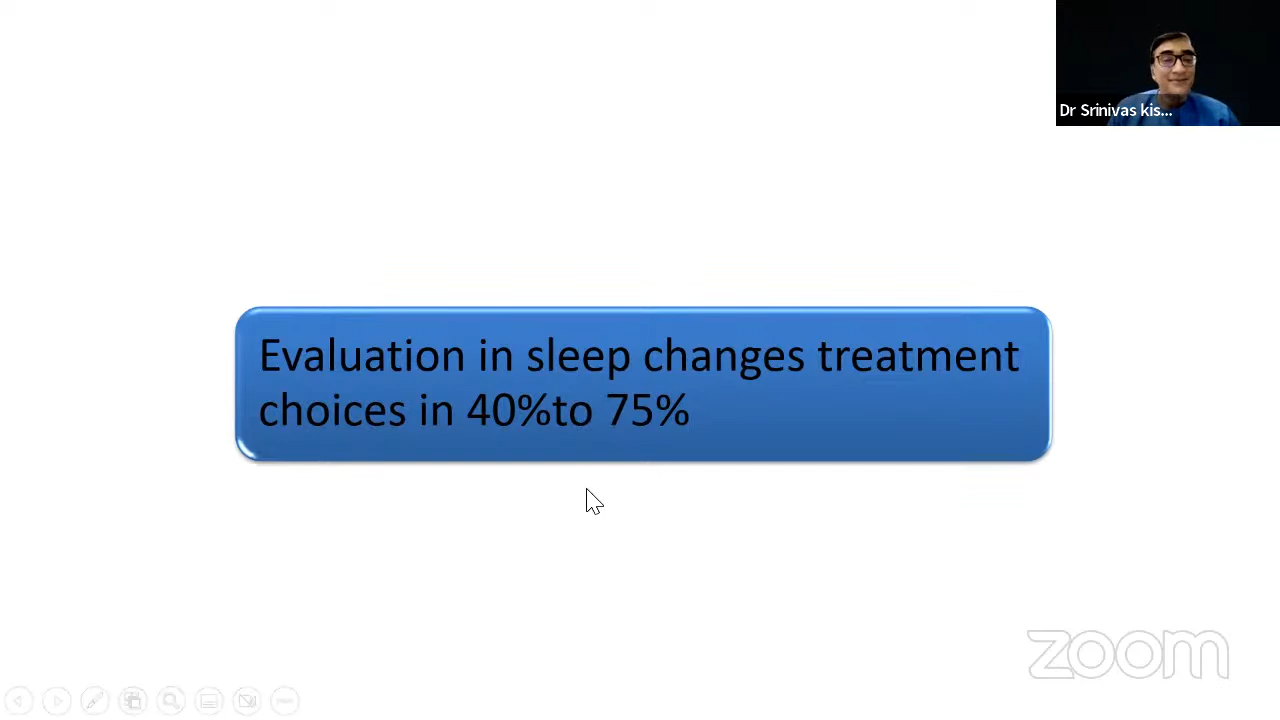 Dr Srinivas kis...
Evaluation in sleep changes treatment
choices in 40%to 75%
zoom